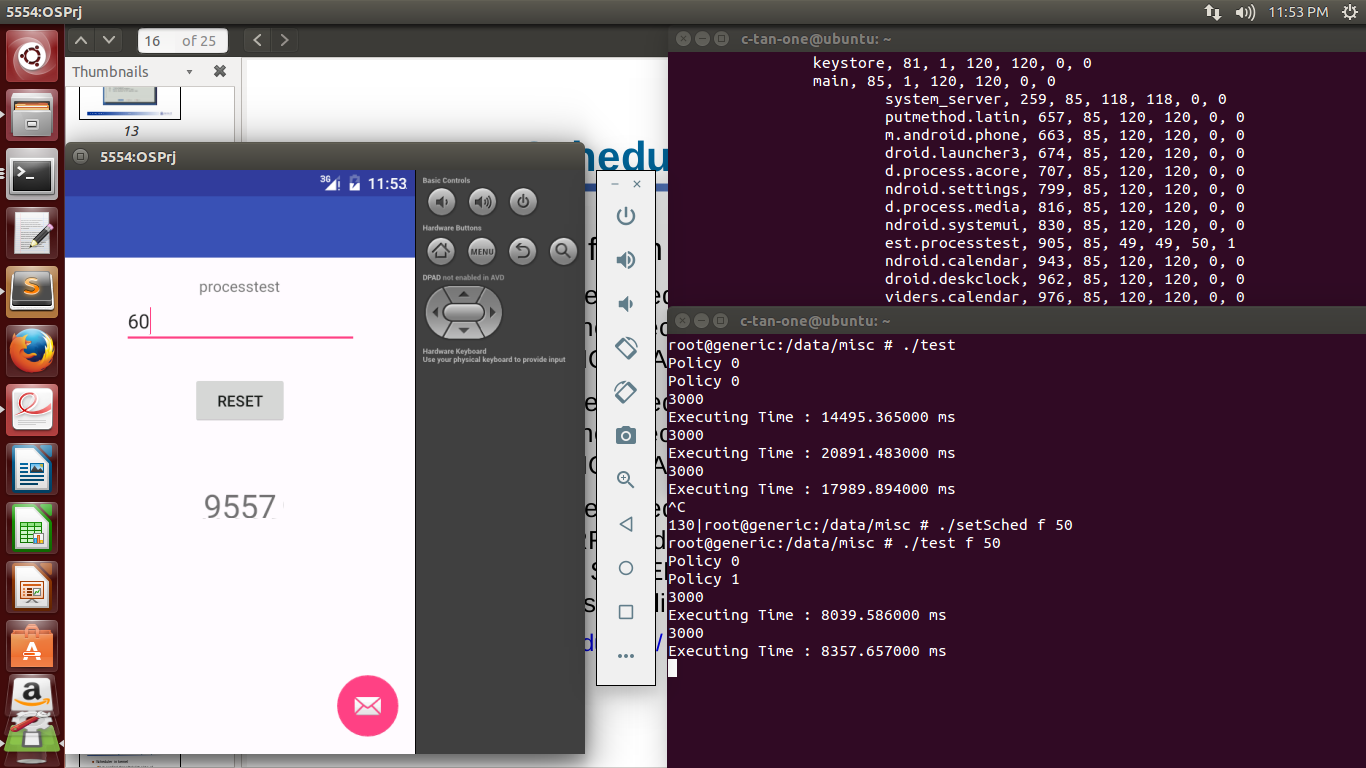 5554:OSPrj
11:53 PM
16 of 25
Thumbnails
13
hedu
5554:OSPrj
3G 11:53
processtest
60
RESET
9557
Basic Controls
Hardware Buttons
MENU
DPAD not enabled in AVD
Hardware Keyboard
Use your physical keyboard to provide input
c-tan-one@ubuntu: ~
keystore, 81, 1, 120, 120, 0, 0
main, 85, 1, 120, 120, 0, 0
system_server, 259, 85, 118, 118, 0, 0
putmethod.latin, 657, 85, 120, 120, 0, 0
m.android.phone, 663, 85, 120, 120, 0, 0
droid.launcher3, 674, 85, 120, 120, 0, 0
d.process.acore, 707, 85, 120, 120, 0, 0
ndroid.settings, 799, 85, 120, 120, 0, 0
d.process.media, 816, 85, 120, 120, 0, 0
ndroid.systemui, 830, 85, 120, 120, 0, 0
est.processtest, 905, 85, 49, 49, 50, 1
ndroid.calendar, 943, 85, 120, 120, 0, 0
droid.deskclock, 962, 85, 120, 120, 0, 0
viders.calendar, 976, 85, 120, 120, 0, 0
c-tan-one@ubuntu: ~
root@generic:/data/misc # ./test
Policy 0
Policy 0
3000
Executing Time : 14495.365000 ms
3000
Executing Time : 20891.483000 ms
3000
Executing Time : 17989.894000 ms
^C
130|root@generic:/data/misc # ./setSched f 50
root@generic:/data/misc # ./test f 50
Policy 0
Policy 1
3000
Executing Time : 8039.586000 ms
3000
Executing Time : 8357.657000 ms